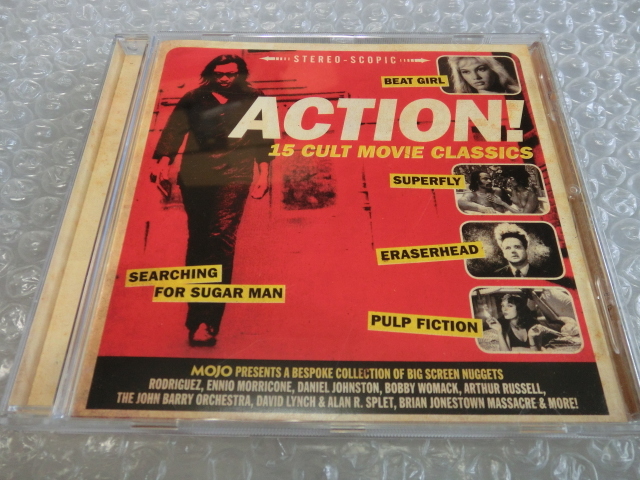 STEREO-SCOPIC
BEAT GIRL
ACTION!
15 CULT MOVIE CLASSICS
SUPERFLY
ERASERHEAD
SEARCHING
FOR SUGAR MAN
PULP FICTION
MOJO PRESENTS A BESPOKE COLLECTION OF BIG SCREEN NUGGETS
RODRIGUEZ, ENNIO MORRICONE, DANIEL JOHNSTON, BOBBY WOMACK, ARTHUR RUSSELL,
THE JOHN BARRY ORCHESTRA, DAVID LYNCH & ALAN R. SPLET, BRIAN JONESTOWN MASSACRE & MORE!